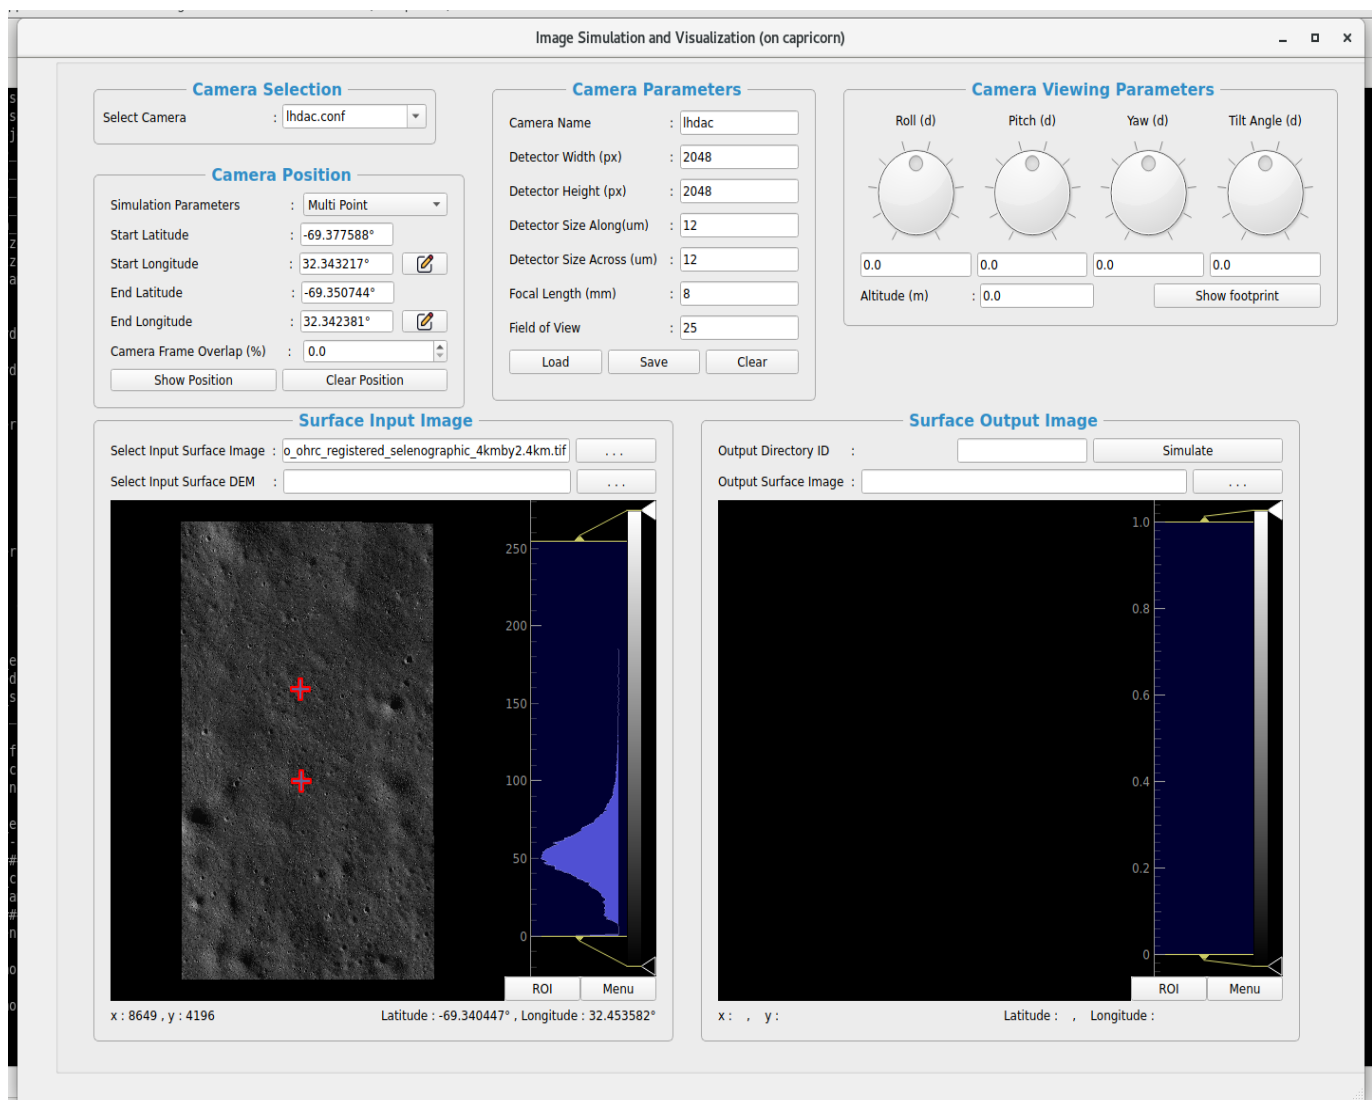 Image Simulation and Visualization (on capricorn)
Camera Selection
Select Camera : lhdac.conf
Camera Position
Simulation Parameters : Multi Point
Start Latitude : -69.377588°
Start Longitude : 32.343217°
End Latitude : -69.350744°
End Longitude : 32.342381°
Camera Frame Overlap (%) : 0.0
Show Position Clear Position
Camera Parameters
Camera Name : lhdac
Detector Width (px) : 2048
Detector Height (px) : 2048
Detector Size Along(um) : 12
Detector Size Across (um) : 12
Focal Length (mm) : 8
Field of View : 25
Load Save Clear
Camera Viewing Parameters
Roll (d) Pitch (d) Yaw (d) Tilt Angle (d)
0.0 0.0 0.0 0.0
Altitude (m) : 0.0 Show footprint
Surface Input Image
Select Input Surface Image : o_ohrc_registered_selenographic_4kmby2.4km.tif ...
Select Input Surface DEM : ...
250
200
150
100
50
0
ROI Menu
x : 8649 , y : 4196 Latitude : -69.340447° , Longitude : 32.453582°
Surface Output Image
Output Directory ID : Simulate
Output Surface Image : ...
1.0
0.8
0.6
0.4
0.2
0
ROI Menu
x : , y : Latitude : , Longitude :